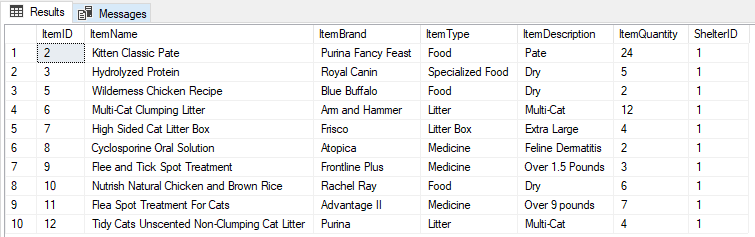 Results Messages
ItemID ItemName ItemBrand ItemType ItemDescription ItemQuantity ShelterID
1 2 Kitten Classic Pate Purina Fancy Feast Food Pate 24 1
2 3 Hydrolyzed Protein Royal Canin Specialized Food Dry 5 1
3 5 Wilderness Chicken Recipe Blue Buffalo Food Dry 2 1
4 6 Multi-Cat Clumping Litter Arm and Hammer Litter Multi-Cat 12 1
5 7 High Sided Cat Litter Box Frisco Litter Box Extra Large 4 1
6 8 Cyclosporine Oral Solution Atopica Medicine Feline Dermatitis 2 1
7 9 Flee and Tick Spot Treatment Frontline Plus Medicine Over 1.5 Pounds 3 1
8 10 Nutrish Natural Chicken and Brown Rice Rachel Ray Food Dry 6 1
9 11 Flea Spot Treatment For Cats Advantage II Medicine Over 9 pounds 7 1
10 12 Tidy Cats Unscented Non-Clumping Cat Litter Purina Litter Multi-Cat 4 1